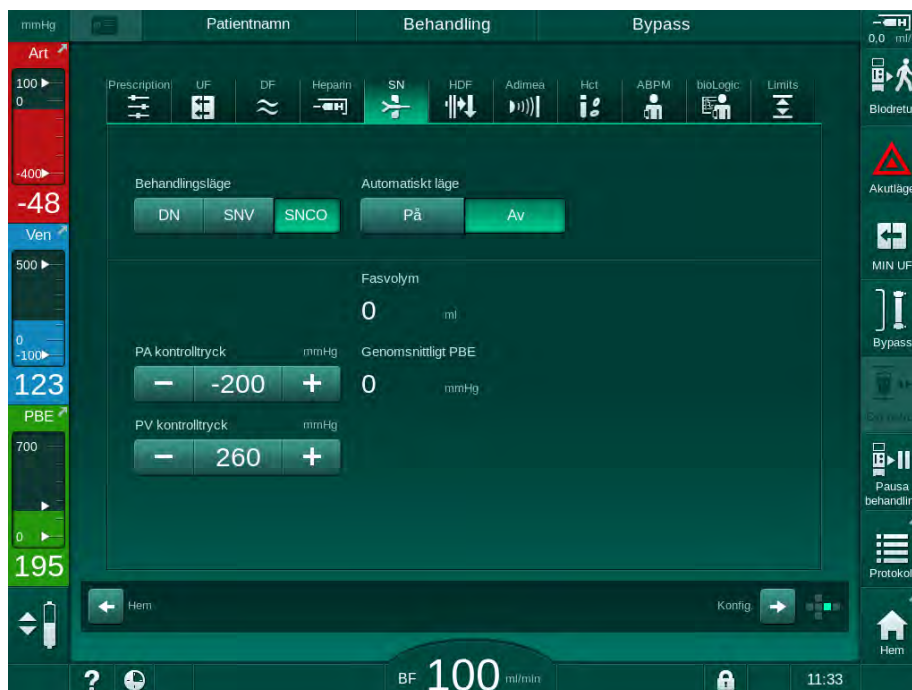 mmHg
Patientnamn
Behandling
Bypass
0,0 ml/
Art
100
0
-400
-48
Ven
500
0
-100
123
PBE
700
0
195
Prescription
UF
DF
Heparin
SN
HDF
Adimea
Hct
ABPM
bioLogic
Limits
Behandlingsläge
Automatiskt läge
DN SNV SNCO
På Av
Fasvolym
0 ml
PA kontrolltryck mmHg
Genomsnittligt PBE
− -200 +
0 mmHg
PV kontrolltryck mmHg
− 260 +
Hem
Konfig.
Blodretu
Akutläge
MIN UF
Bypass
Pausa
behandlin
Protokol
Hem
? BF 100 ml/min 11:33